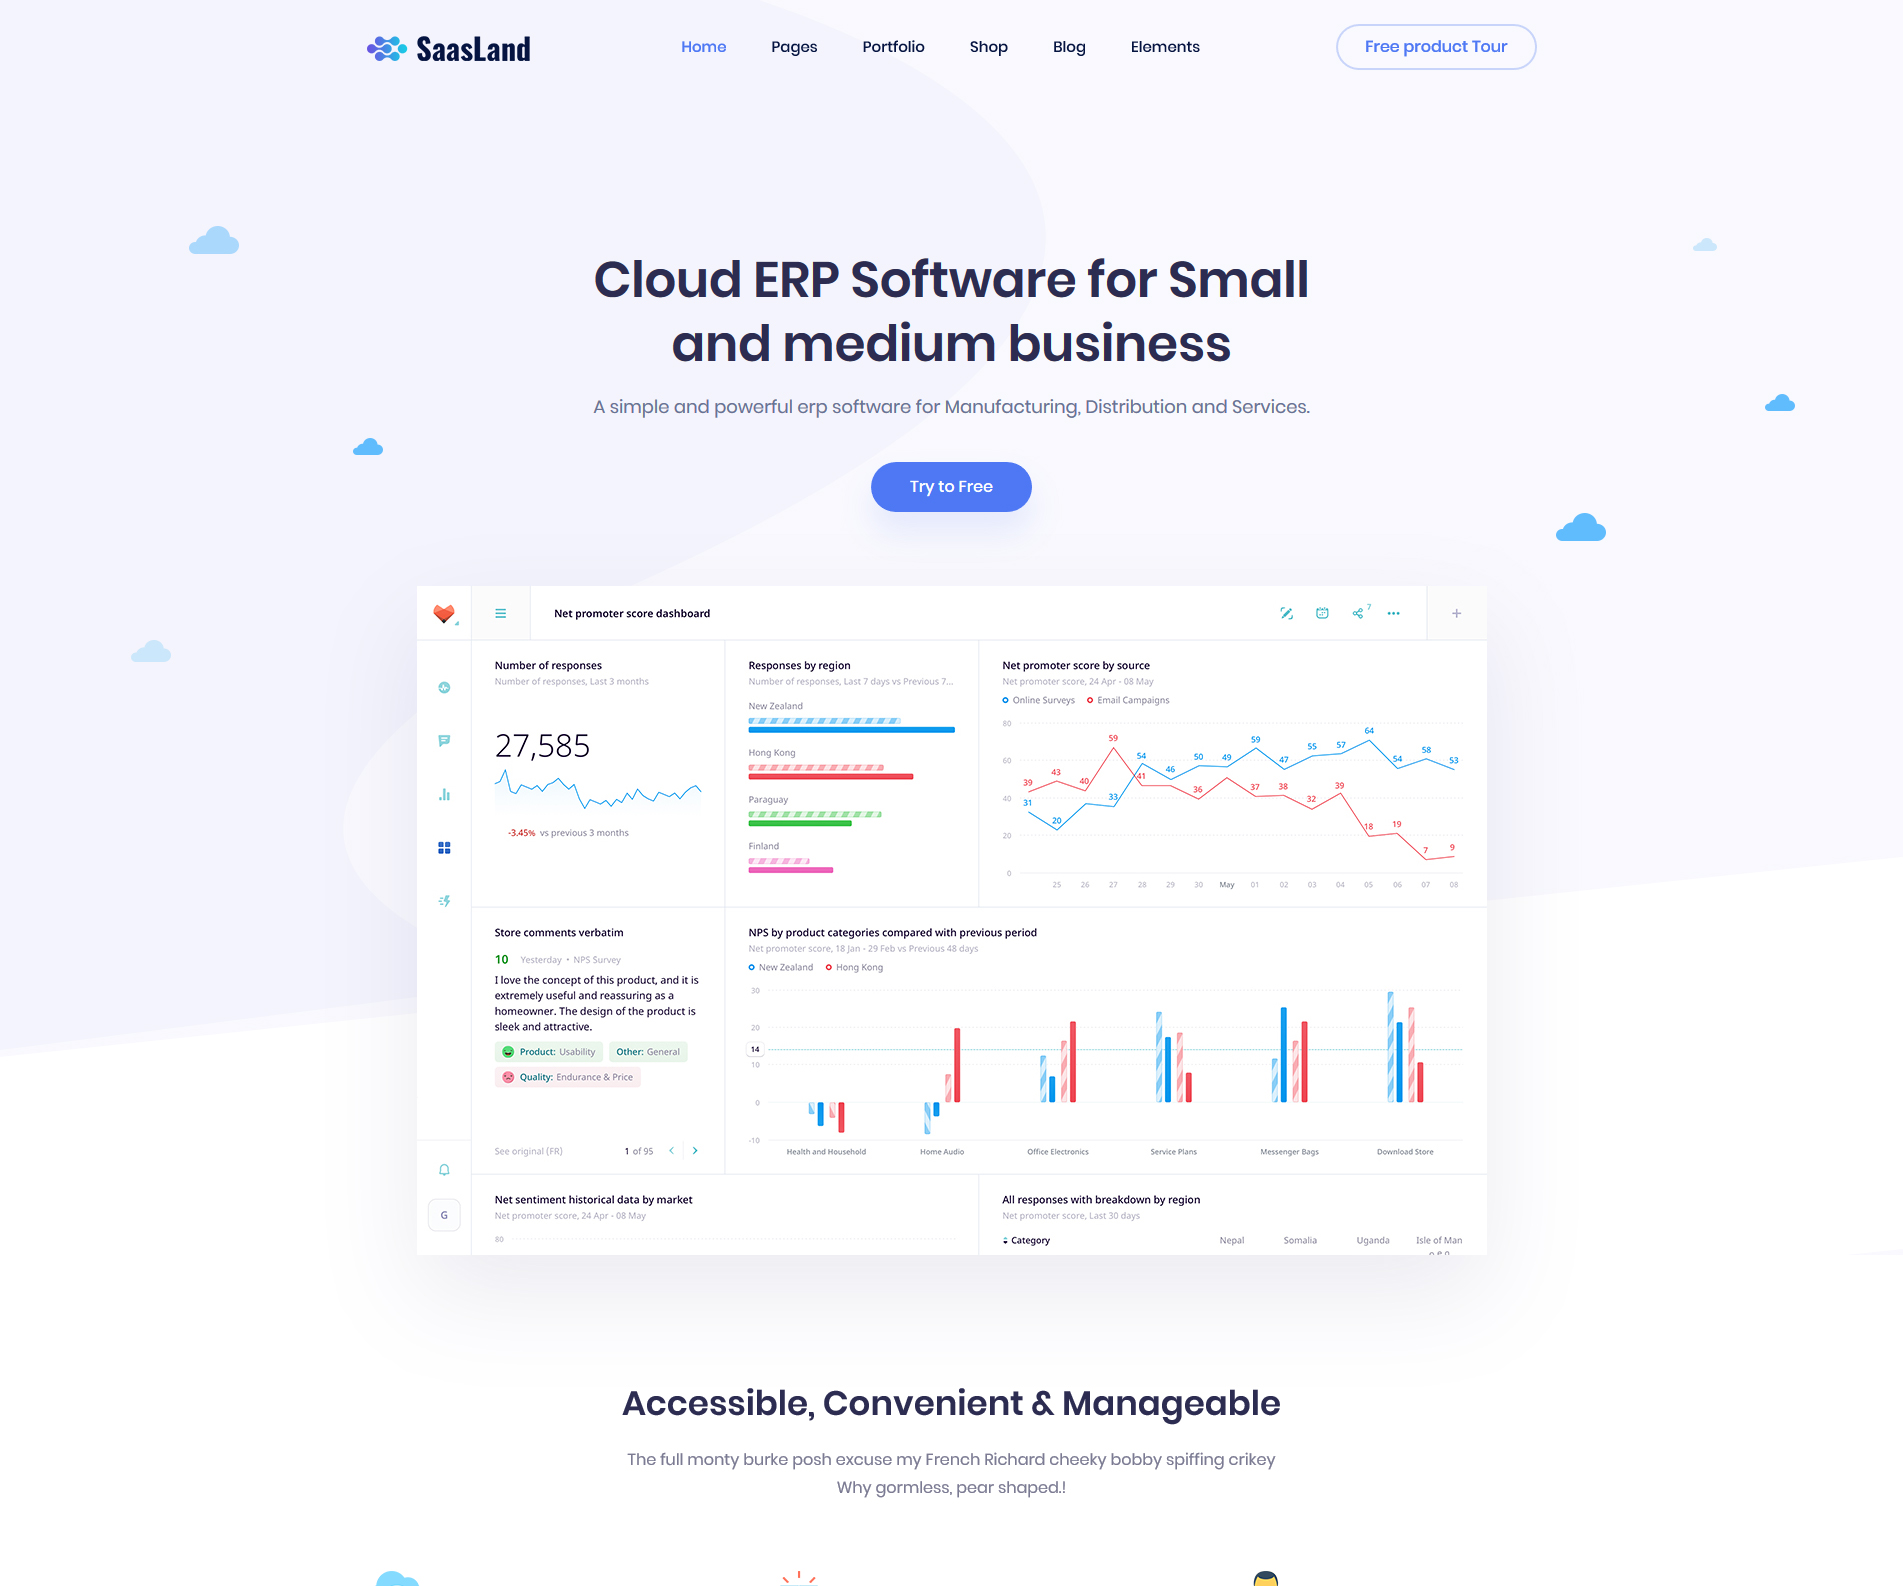 SaasLand
Home Pages Portfolio Shop Blog Elements
Free product Tour
Cloud ERP Software for Small
and medium business
A simple and powerful erp software for Manufacturing, Distribution and Services.
Try to Free
Net promoter score dashboard
7
Number of responses
Number of responses, Last 3 months
27,585
-3.45% vs previous 3 months
Responses by region
Number of responses, Last 7 days vs Previous 7...
New Zealand
Hong Kong
Paraguay
Finland
Net promoter score by source
Net promoter score, 24 Apr - 08 May
Online Surveys Email Campaigns
80
60
40
20
0
39 43 40 59 41 36 37 38 32 39 18 19 7 9
31 20 33 54 46 50 49 59 47 55 57 64 54 58 53
25 26 27 28 29 30 May 01 02 03 04 05 06 07 08
Store comments verbatim
10 Yesterday • NPS Survey
I love the concept of this product, and it is
extremely useful and reassuring as a
homeowner. The design of the product is
sleek and attractive.
Product: Usability Other: General
Quality: Endurance & Price
See original (FR) 1 of 95
NPS by product categories compared with previous period
Net promoter score, 18 Jan - 29 Feb vs Previous 48 days
New Zealand Hong Kong
30
20
14
10
0
-10
Health and Household Home Audio Office Electronics Service Plans Messenger Bags Download Store
G
Net sentiment historical data by market
Net promoter score, 24 Apr - 08 May
80
All responses with breakdown by region
Net promoter score, Last 30 days
Category Nepal Somalia Uganda Isle of Man
Accessible, Convenient & Manageable
The full monty burke posh excuse my French Richard cheeky bobby spiffing crikey
Why gormless, pear shaped.!